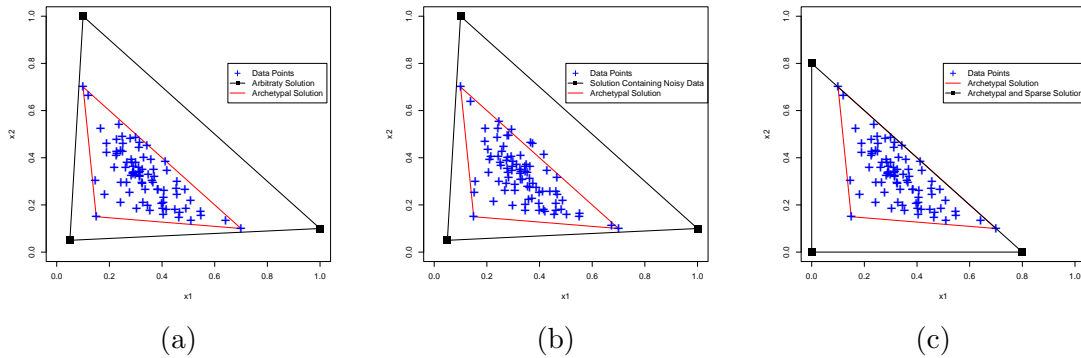 1.0
0.8
0.6
0.4
0.2
0.0
x2
Data Points
Arbitraty Solution
Archetypal Solution
0.0 0.2 0.4 0.6 0.8 1.0
x1
(a)
1.0
0.8
0.6
0.4
0.2
0.0
x2
Data Points
Solution Containing Noisy Data
Archetypal Solution
0.0 0.2 0.4 0.6 0.8 1.0
x1
(b)
1.0
0.8
0.6
0.4
0.2
0.0
x2
Data Points
Archetypal Solution
Archetypal and Sparse Solution
0.0 0.2 0.4 0.6 0.8 1.0
x1
(c)